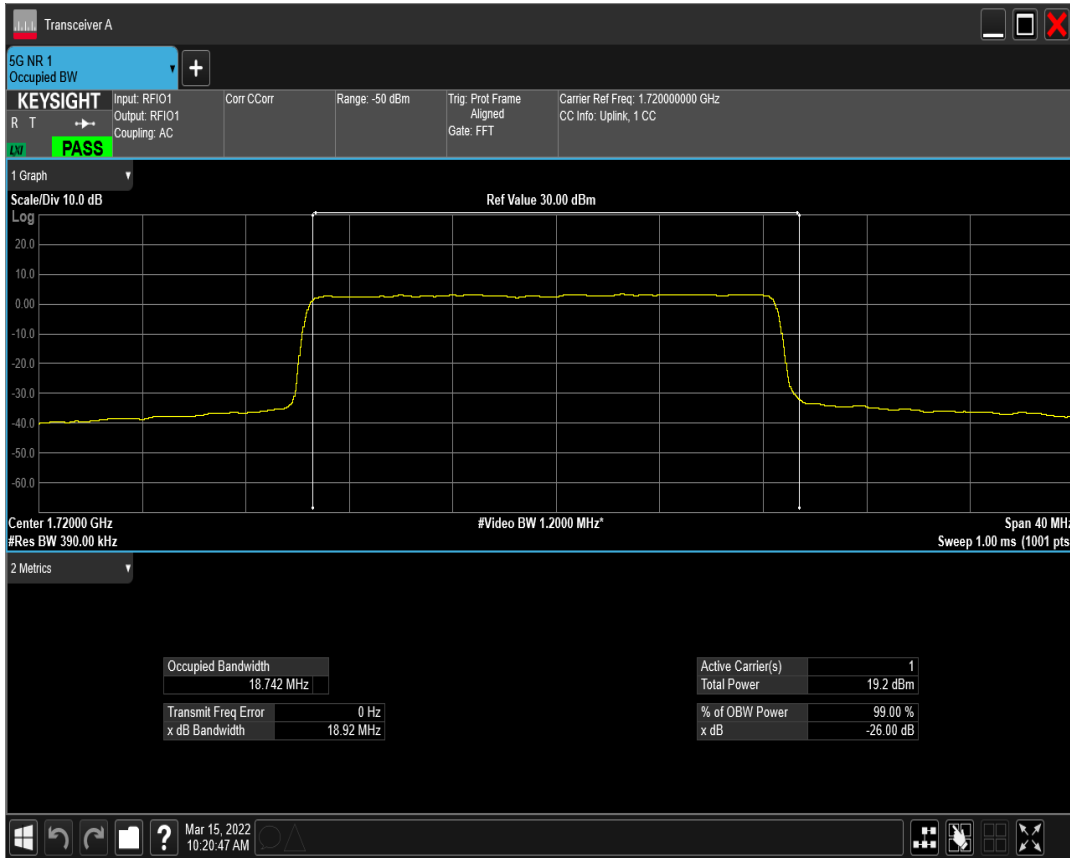 Transceiver A
5G NR 1
Occupied BW
KEYSIGHT
R T
LXI
PASS
Input: RFIO1
Output: RFIO1
Coupling: AC
Corr CCorr
Range: -50 dBm
Trig: Prot Frame
Aligned
Gate: FFT
Carrier Ref Freq: 1.720000000 GHz
CC Info: Uplink, 1 CC
1 Graph
Scale/Div 10.0 dB
Ref Value 30.00 dBm
Log
20.0
10.0
0.00
-10.0
-20.0
-30.0
-40.0
-50.0
-60.0
Center 1.72000 GHz
#Video BW 1.2000 MHz*
Span 40 MHz
#Res BW 390.00 kHz
Sweep 1.00 ms (1001 pts
2 Metrics
Occupied Bandwidth
18.742 MHz
Transmit Freq Error 0 Hz
x dB Bandwidth 18.92 MHz
Active Carrier(s) 1
Total Power 19.2 dBm
% of OBW Power 99.00 %
x dB -26.00 dB
?
Mar 15, 2022
10:20:47 AM